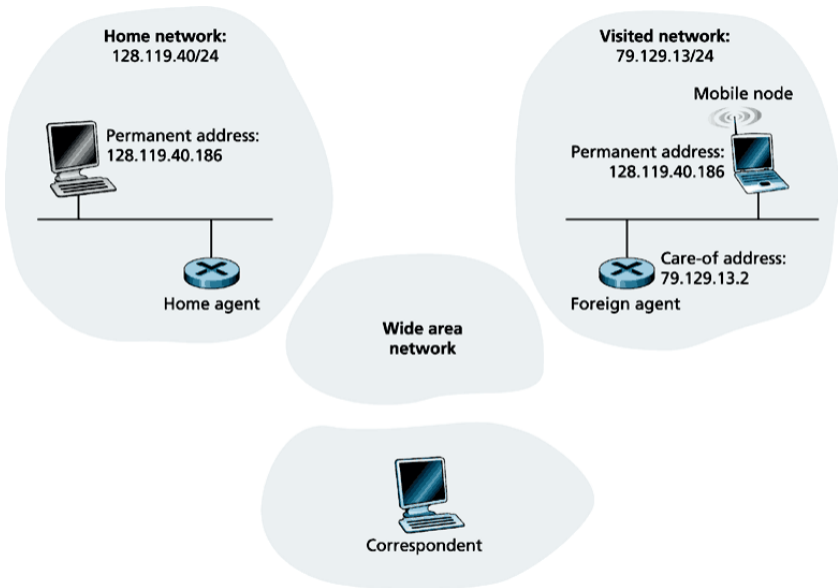 Home network:
128.119.40/24
Permanent address:
128.119.40.186
Home agent
Visited network:
79.129.13/24
Mobile node
Permanent address:
128.119.40.186
Care-of address:
79.129.13.2
Foreign agent
Wide area
network
Correspondent